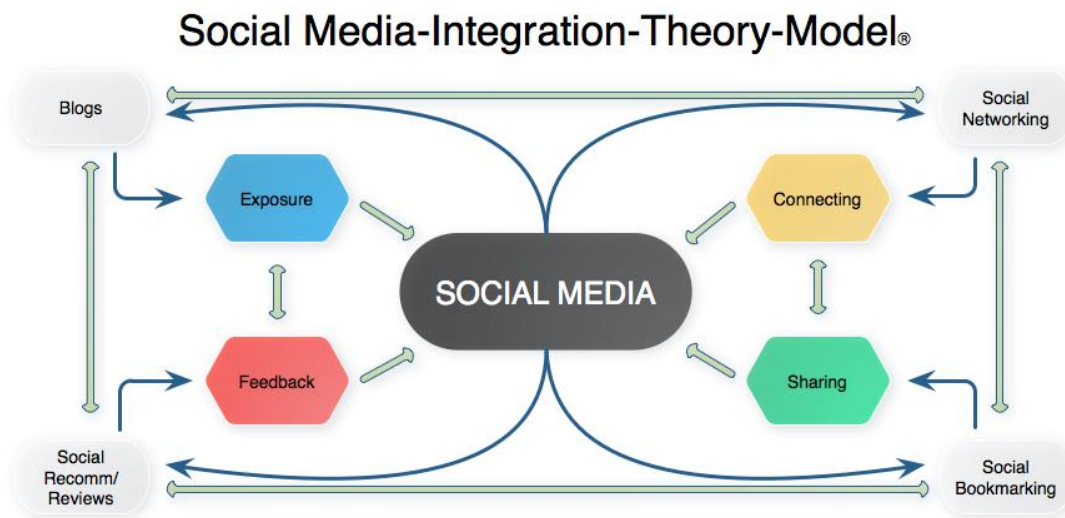 Social Media-Integration-Theory-Model®
Blogs
Social
Networking
Exposure
Connecting
SOCIAL MEDIA
Feedback
Sharing
Social
Recomm/
Reviews
Social
Bookmarking